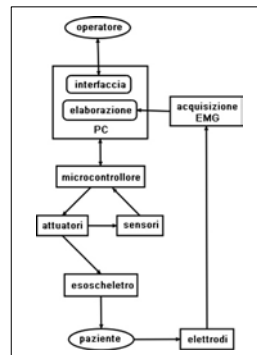 operatore
interfaccia
elaborazione
PC
acquisizione
EMG
microcontrollore
attuatori
sensori
esoscheletro
paziente
elettrodi